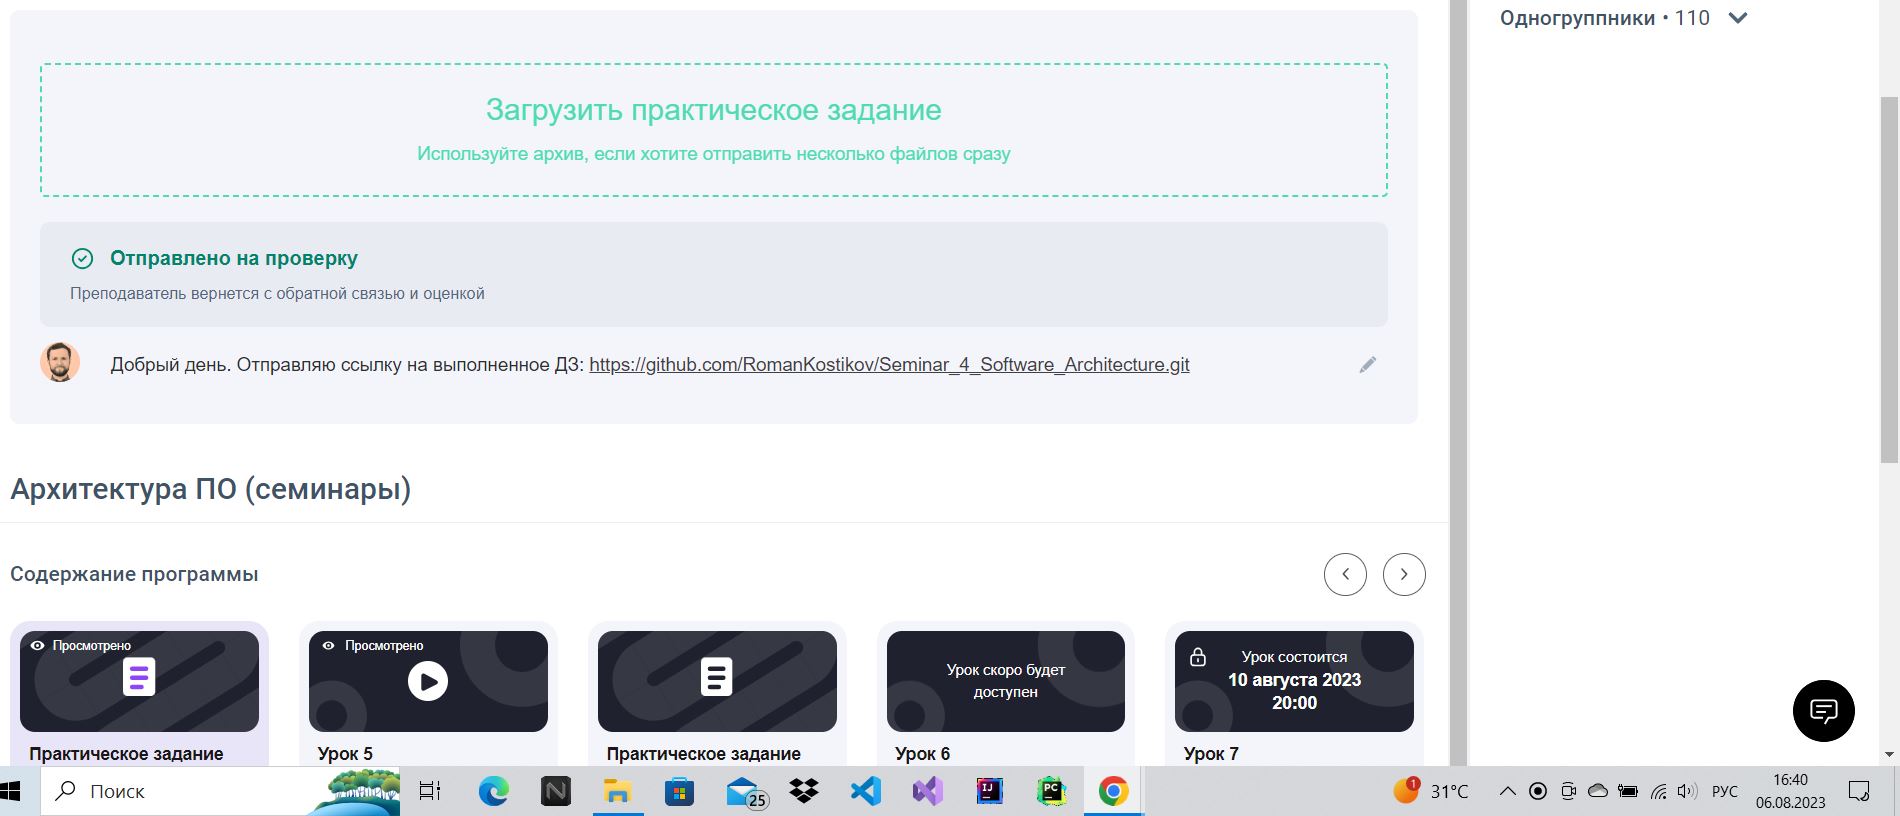 Одногруппники • 110
Загрузить практическое задание
Используйте архив, если хотите отправить несколько файлов сразу
Отправлено на проверку
Преподаватель вернется с обратной связью и оценкой
Добрый день. Отправляю ссылку на выполненное ДЗ: https://github.com/RomanKostikov/Seminar_4_Software_Architecture.git
Архитектура ПО (семинары)
Содержание программы
Просмотрено
Практическое задание
Просмотрено
Урок 5
Практическое задание
Урок скоро будет
доступен
Урок 6
Урок состоится
10 августа 2023
20:00
Урок 7
Поиск
25
IJ
PC
1
31°C
РУС
16:40
06.08.2023